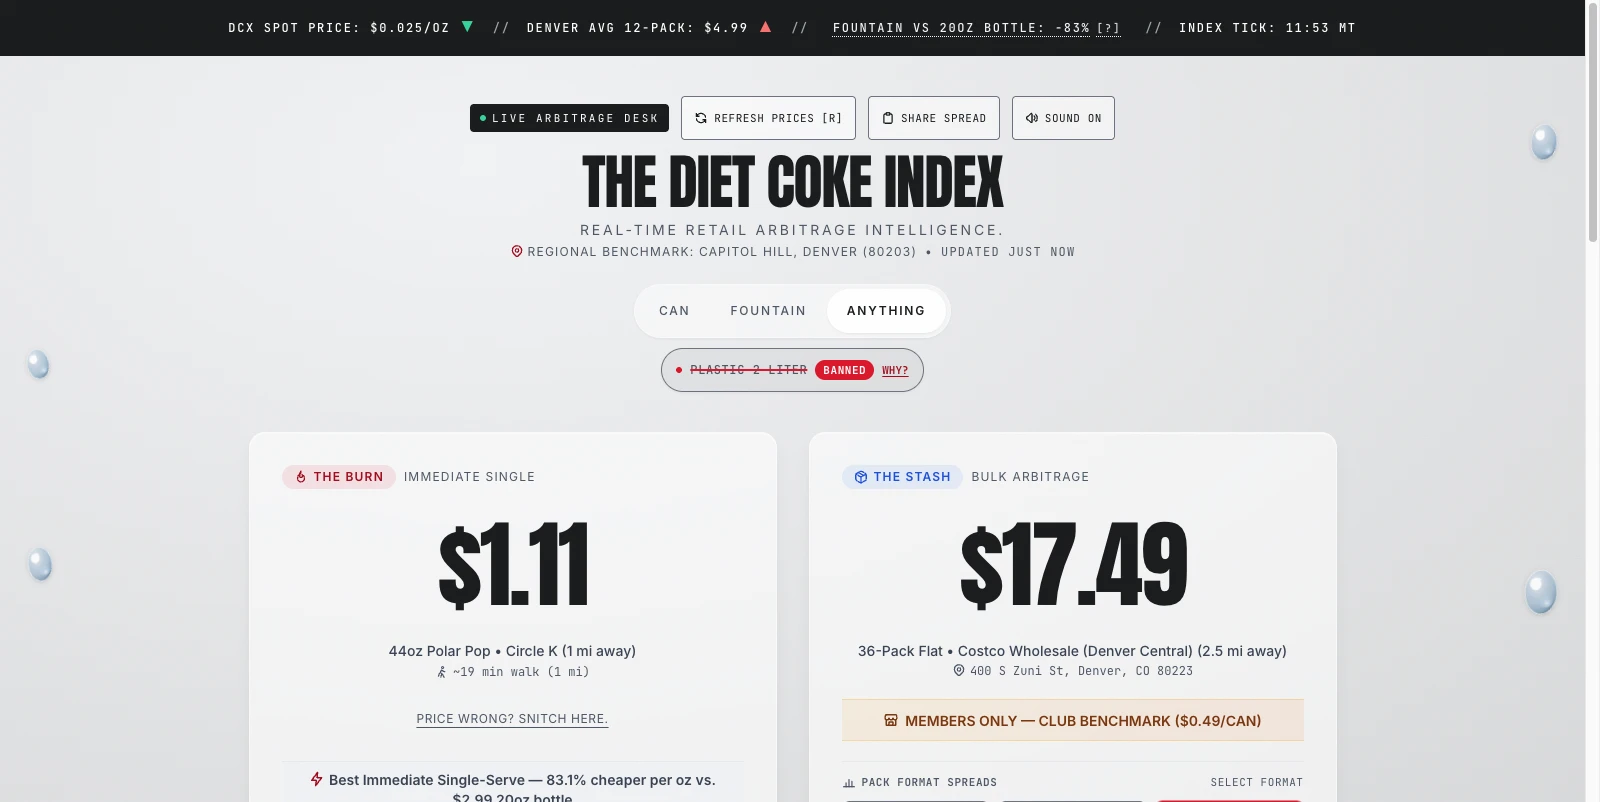 DCX SPOT PRICE: $0.025/OZ ▼ // DENVER AVG 12-PACK: $4.99 ▲ // FOUNTAIN VS 20OZ BOTTLE: -83% [?] // INDEX TICK: 11:53 MT
LIVE ARBITRAGE DESK REFRESH PRICES [R] SHARE SPREAD SOUND ON
THE DIET COKE INDEX
REAL-TIME RETAIL ARBITRAGE INTELLIGENCE.
REGIONAL BENCHMARK: CAPITOL HILL, DENVER (80203) • UPDATED JUST NOW
CAN FOUNTAIN ANYTHING
PLASTIC 2-LITER BANNED WHY?
THE BURN IMMEDIATE SINGLE
$1.11
44oz Polar Pop • Circle K (1 mi away)
~19 min walk (1 mi)
PRICE WRONG? SNITCH HERE.
Best Immediate Single-Serve — 83.1% cheaper per oz vs.
$2.99 20oz bottle
THE STASH BULK ARBITRAGE
$17.49
36-Pack Flat • Costco Wholesale (Denver Central) (2.5 mi away)
400 S Zuni St, Denver, CO 80223
MEMBERS ONLY — CLUB BENCHMARK ($0.49/CAN)
PACK FORMAT SPREADS SELECT FORMAT